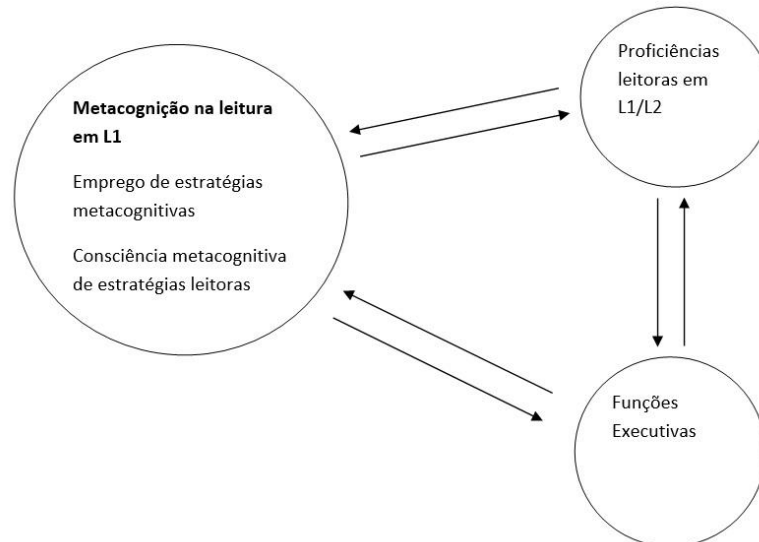 Metacognição na leitura
em L1
Emprego de estratégias
metacognitivas
Consciência metacognitiva
de estratégias leitoras
Proficiências
leitoras em
L1/L2
Funções
Executivas